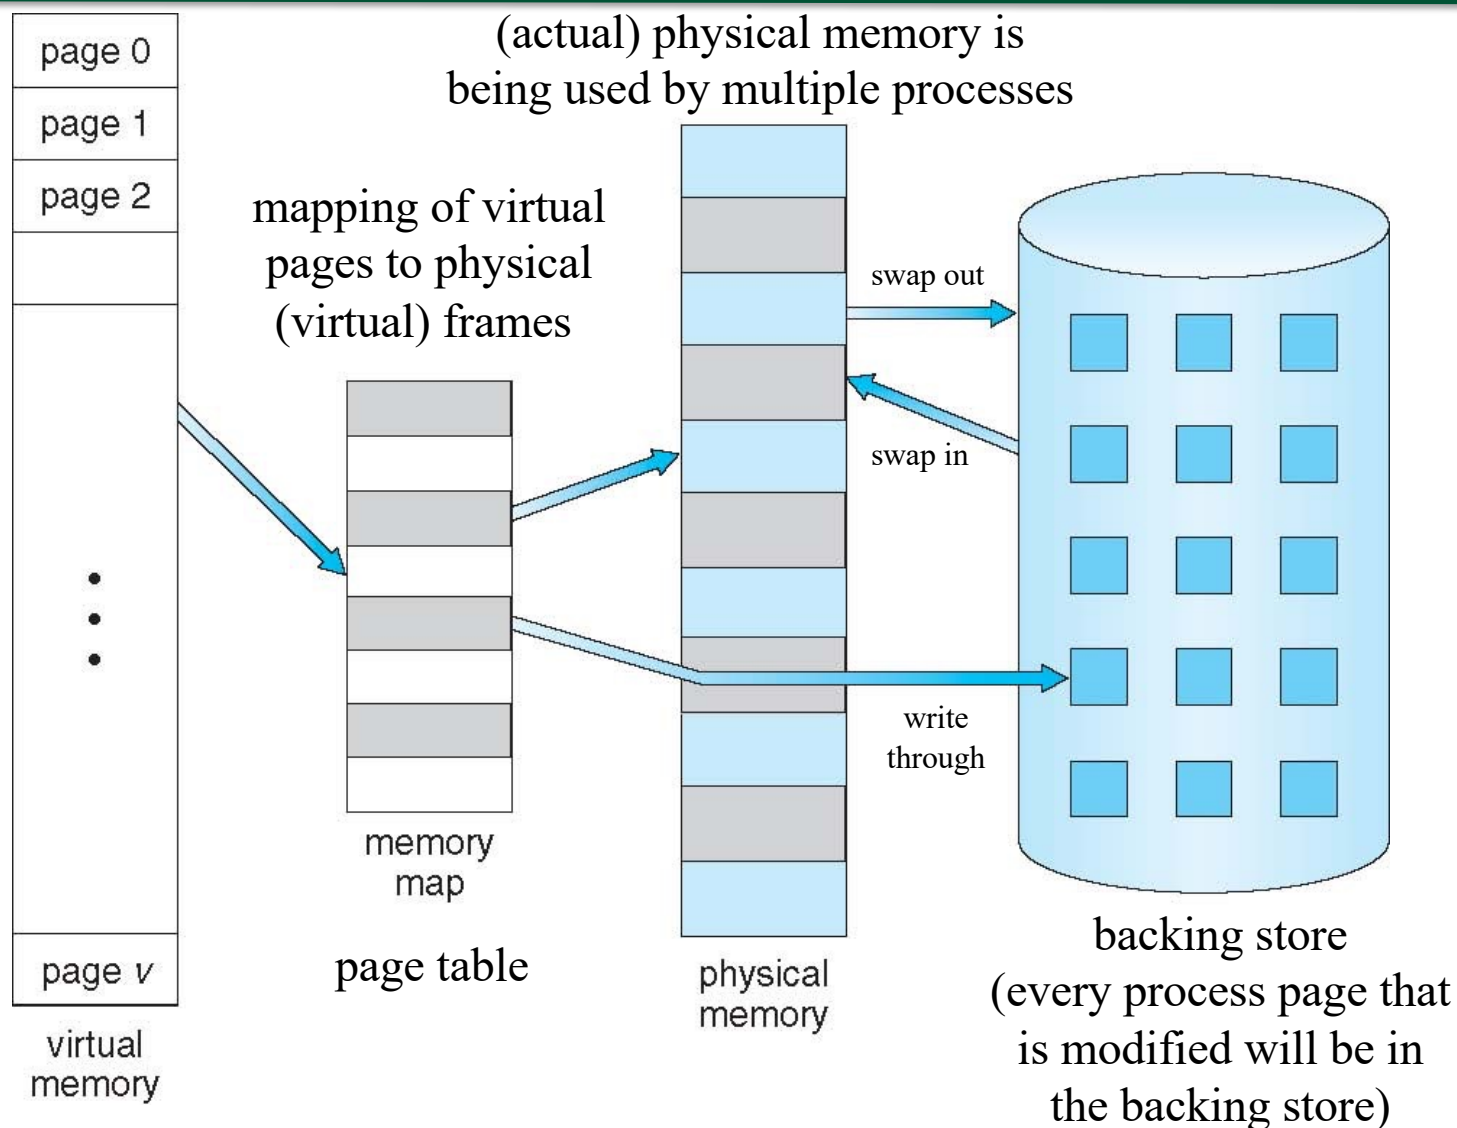 (actual) physical memory is
being used by multiple processes
page 0
page 1
page 2
page v
virtual
memory
mapping of virtual
pages to physical
(virtual) frames
memory
map
page table
physical
memory
swap out
swap in
write
through
backing store
(every process page that
is modified will be in
the backing store)